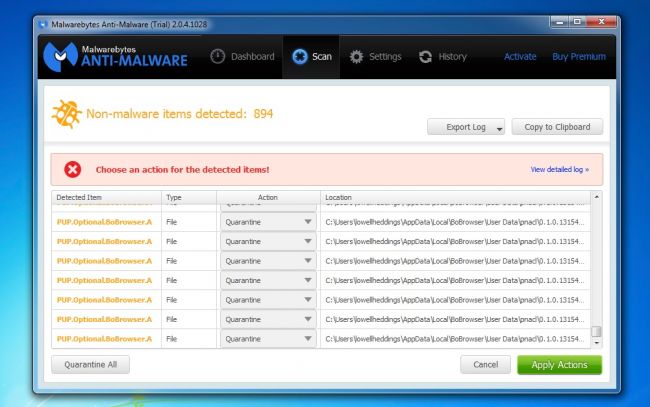 Malwarebytes Anti-Malware (Trial) 2.0.4.1028
Malwarebytes
ANTI-MALWARE
Dashboard Scan Settings History Activate Buy Premium
Non-malware items detected: 894
Export Log Copy to Clipboard
Choose an action for the detected items! View detailed log »
Detected Item Type Action Location
PUP.Optional.BoBrowser.A File Quarantine C:\Users\lowellheddings\AppData\Local\BoBrowser\User Data\pnacl\0.1.0.13154...
PUP.Optional.BoBrowser.A File Quarantine C:\Users\lowellheddings\AppData\Local\BoBrowser\User Data\pnacl\0.1.0.13154...
PUP.Optional.BoBrowser.A File Quarantine C:\Users\lowellheddings\AppData\Local\BoBrowser\User Data\pnacl\0.1.0.13154...
PUP.Optional.BoBrowser.A File Quarantine C:\Users\lowellheddings\AppData\Local\BoBrowser\User Data\pnacl\0.1.0.13154...
PUP.Optional.BoBrowser.A File Quarantine C:\Users\lowellheddings\AppData\Local\BoBrowser\User Data\pnacl\0.1.0.13154...
PUP.Optional.BoBrowser.A File Quarantine C:\Users\lowellheddings\AppData\Local\BoBrowser\User Data\pnacl\0.1.0.13154...
PUP.Optional.BoBrowser.A File Quarantine C:\Users\lowellheddings\AppData\Local\BoBrowser\User Data\pnacl\0.1.0.13154...
Quarantine All Cancel Apply Actions